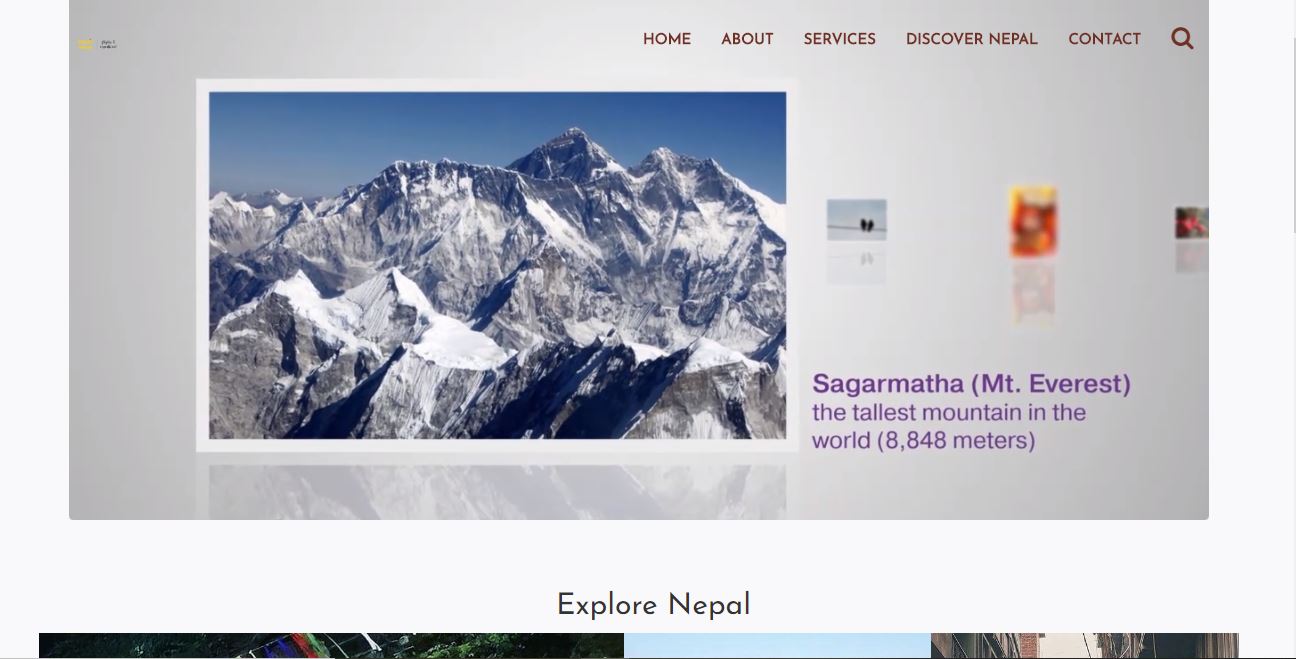 HOME ABOUT SERVICES DISCOVER NEPAL CONTACT
Sagarmatha (Mt. Everest)
the tallest mountain in the
world (8,848 meters)
Explore Nepal